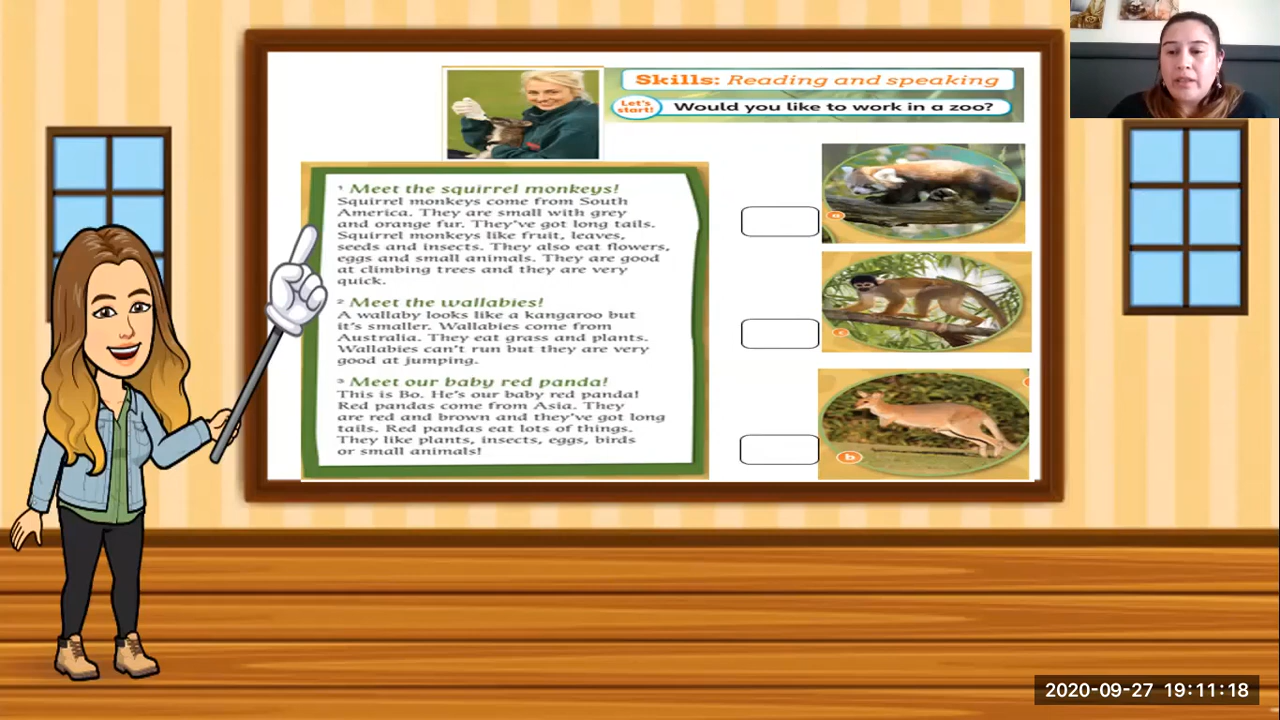 Skills: Reading and speaking
Let's
start!
Would you like to work in a zoo?
1 Meet the squirrel monkeys!
Squirrel monkeys come from South
America. They are small with grey
and orange fur. They've got long tails.
Squirrel monkeys like fruit, leaves,
seeds and insects. They also eat flowers,
eggs and small animals. They are good
at climbing trees and they are very
quick.
2 Meet the wallabies!
A wallaby looks like a kangaroo but
it's smaller. Wallabies come from
Australia. They eat grass and plants.
Wallabies can't run but they are very
good at jumping.
3 Meet our baby red panda!
This is Bo. He's our baby red panda!
Red pandas come from Asia. They
are red and brown and they've got long
tails. Red pandas eat lots of things.
They like plants, insects, eggs, birds
or small animals!
a
c
b
2020-09-27 19:11:18